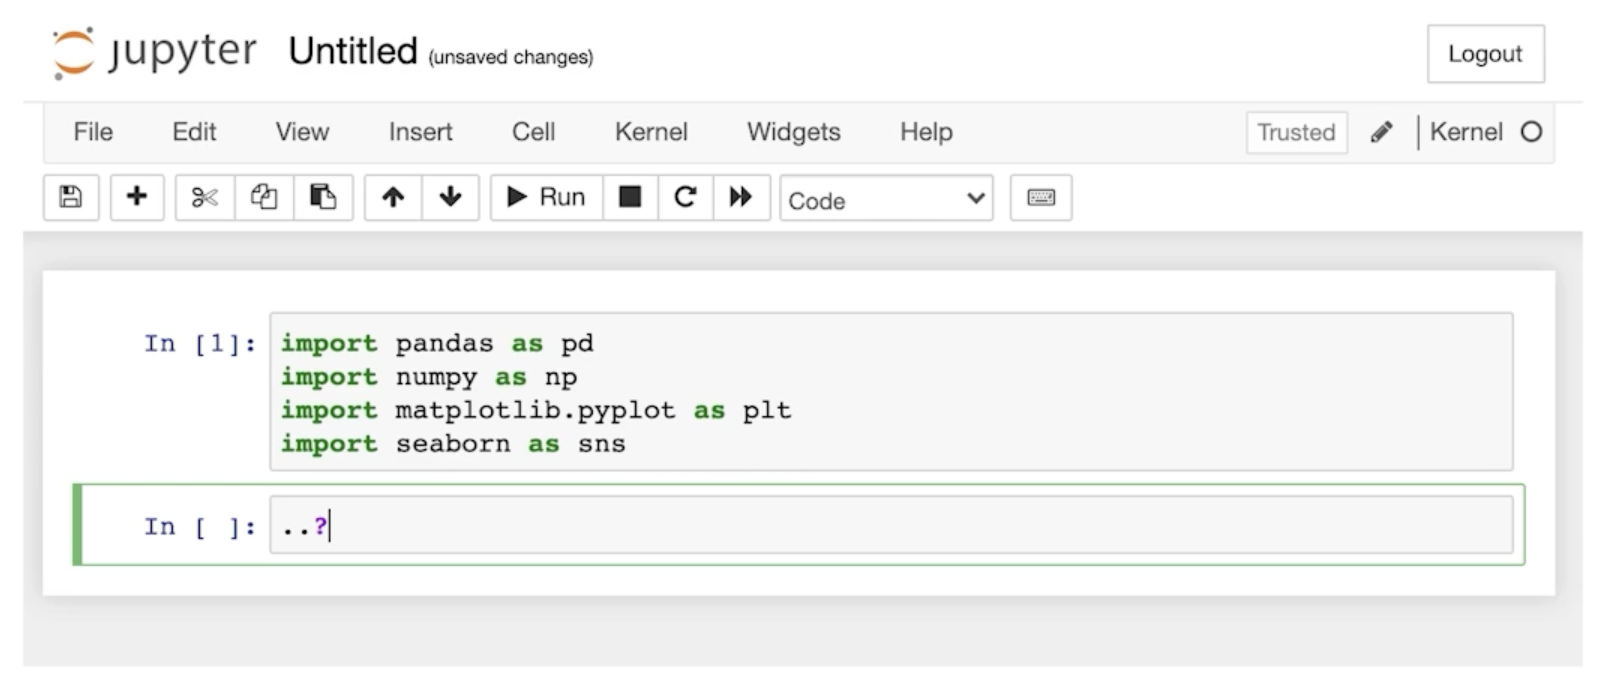 jupyter Untitled (unsaved changes) Logout
File Edit View Insert Cell Kernel Widgets Help Trusted Kernel
Run Code
In [1]: import pandas as pd
import numpy as np
import matplotlib.pyplot as plt
import seaborn as sns
In [ ]: ..?